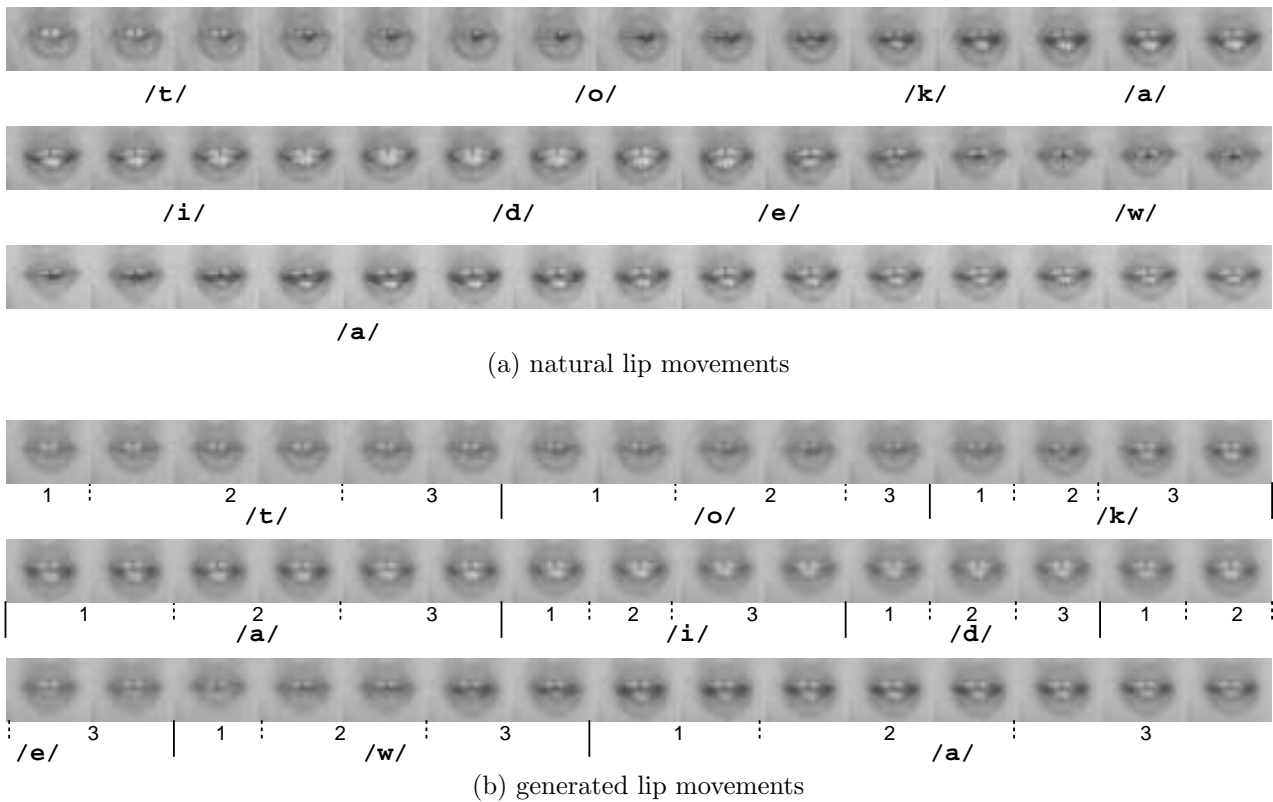 /t/ /o/ /k/ /a/
/i/ /d/ /e/ /w/
/a/
(a) natural lip movements
1 2 3 1 2 3 1 2 3
/t/ /o/ /k/
1 2 3 1 2 3 1 2 3 1 2
/a/ /i/ /d/
3 1 2 3 1 2 3
/e/ /w/ /a/
(b) generated lip movements